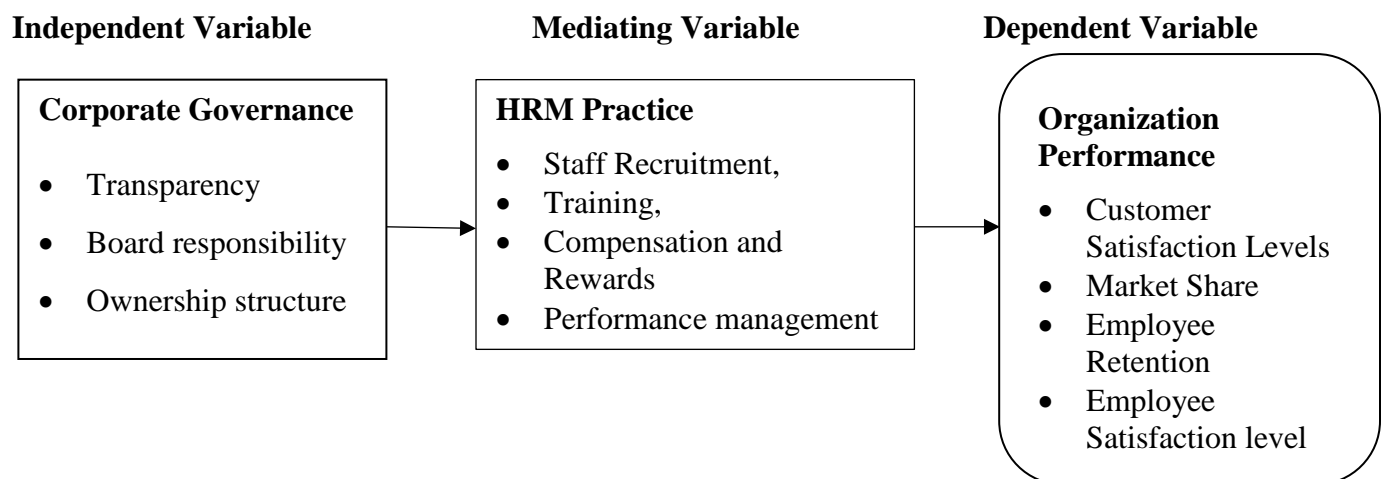 Independent Variable
Mediating Variable
Dependent Variable
Corporate Governance
• Transparency
• Board responsibility
• Ownership structure
HRM Practice
• Staff Recruitment,
• Training,
• Compensation and
Rewards
• Performance management
Organization
Performance
• Customer
Satisfaction Levels
• Market Share
• Employee
Retention
• Employee
Satisfaction level